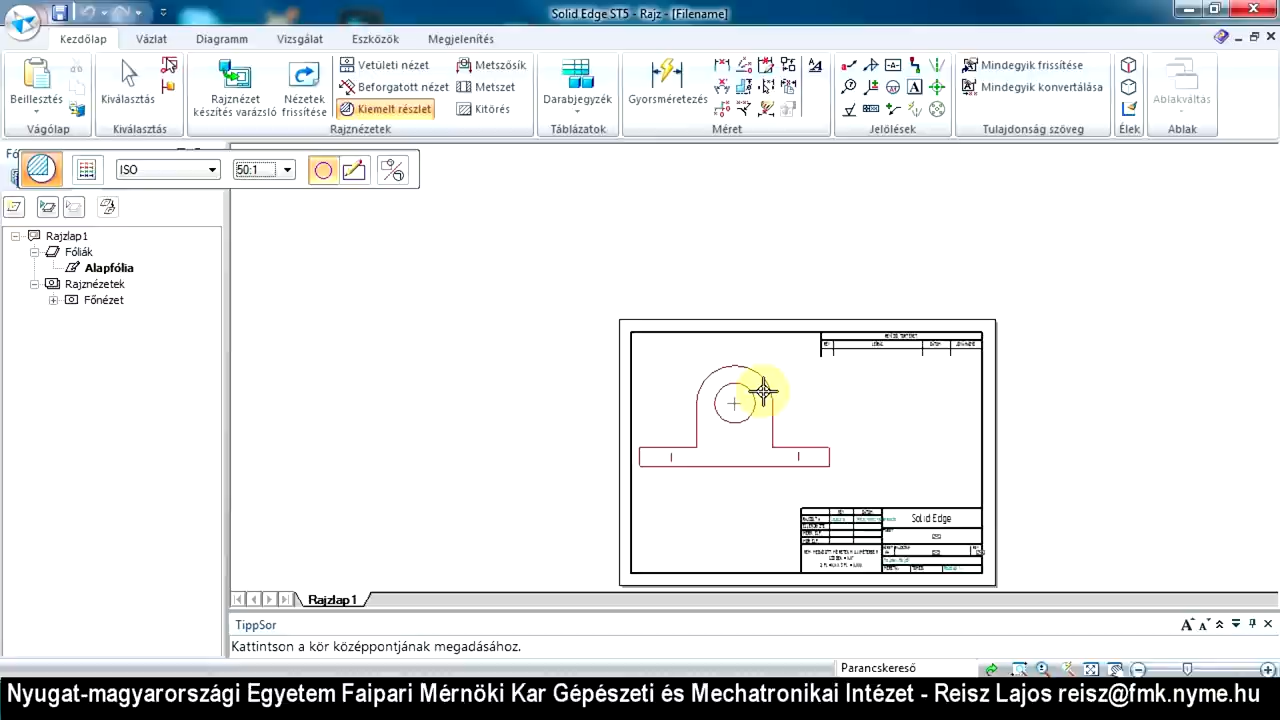 Solid Edge ST5 - Rajz - [Filename]
Kezdőlap
Vázlat
Diagramm
Vizsgálat
Eszközök
Megjelenítés
Beillesztés
Kiválasztás
Rajznézet
készítés varázsló
Nézetek
frissítése
Vetületi nézet
Beforgatott nézet
Kiemelt részlet
Metszősík
Metszet
Kitörés
Darabjegyzék
Gyorsméretezés
Mindegyik frissítése
Mindegyik konvertálása
Ablakváltás
Vágólap
Kiválasztás
Rajznézetek
Táblázatok
Méret
Jelölések
Tulajdonság szöveg
Élek
Ablak
ISO
50:1
Rajzlap1
Fóliák
Alapfólia
Rajznézetek
Főnézet
Solid Edge
Rajzlap1
TippSor
Kattintson a kör középpontjának megadásához.
Parancskereső
Nyugat-magyarországi Egyetem Faipari Mérnöki Kar Gépészeti és Mechatronikai Intézet - Reisz Lajos reisz@fmk.nyme.hu